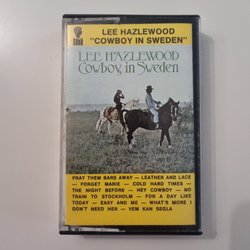 LEE HAZLEWOOD
"COWBOY IN SWEDEN"
LEE HAZLEWOOD
Cowboy in Sweden
PRAY THEM BARS AWAY – LEATHER AND LACE
– FORGET MARIE – COLD HARD TIMES –
THE NIGHT BEFORE – HEY COWBOY – NO
TRAIN TO STOCKHOLM – FOR A DAY LIKE
TODAY – EASY AND ME – WHAT'S MORE I
DON'T NEED HER – VEM KAN SEGLA